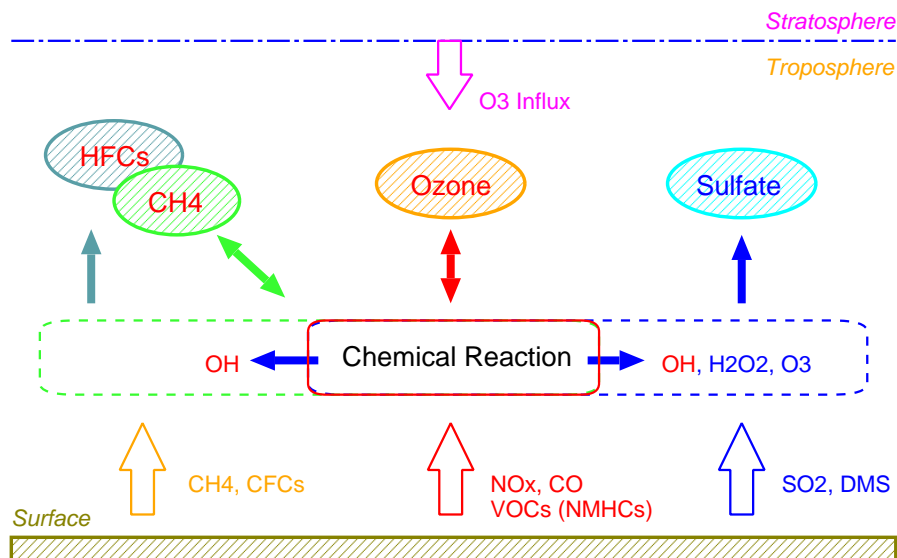 Stratosphere
Troposphere
O3 Influx
HFCs
CH4
Ozone
Sulfate
OH
Chemical Reaction
OH, H2O2, O3
CH4, CFCs
NOx, CO
VOCs (NMHCs)
SO2, DMS
Surface